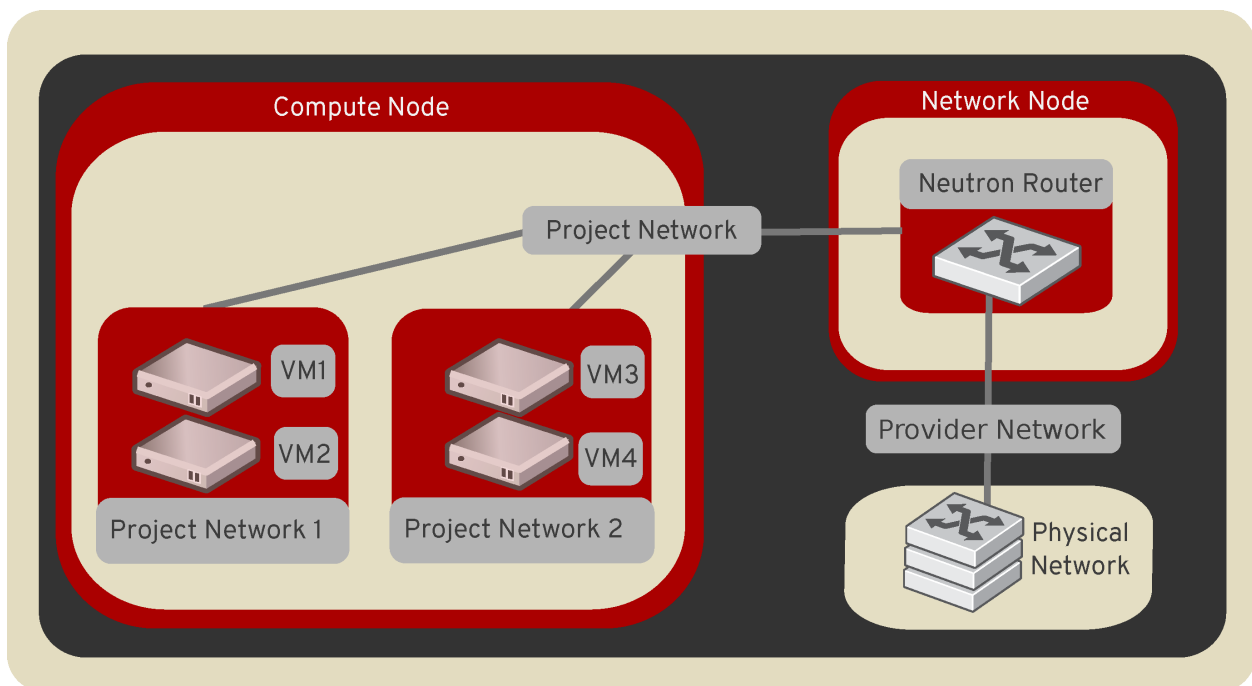 Compute Node
Network Node
Neutron Router
Project Network
VM1
VM3
VM2
VM4
Provider Network
Project Network 1
Project Network 2
Physical
Network